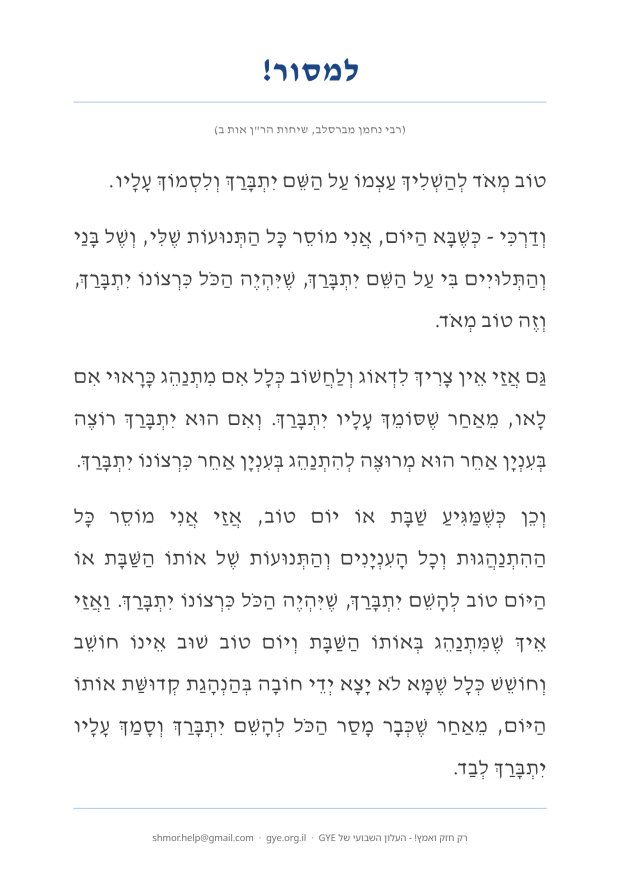 למסור!
(רבי נחמן מברסלב, שיחות הר"ן אות ב)
טוֹב מְאֹד לְהַשְׁלִיךְ עַצְמוֹ עַל הַשֵּׁם יִתְבָּרַךְ וְלִסְמוֹךְ עָלָיו.
וְדַרְכִּי - כְּשֶׁבָּא הַיּוֹם, אֲנִי מוֹסֵר כָּל הַתְּנוּעוֹת שֶׁלִּי, וְשֶׁל בָּנַי
וְהַתְּלוּיִים בִּי עַל הַשֵּׁם יִתְבָּרַךְ, שֶׁיִּהְיֶה הַכֹּל כִּרְצוֹנוֹ יִתְבָּרַךְ,
וְזֶה טוֹב מְאֹד.
גַּם אֲזַי אֵין צָרִיךְ לִדְאוֹג וְלַחֲשׁוֹב כְּלָל אִם מִתְנַהֵג כָּרָאוּי אִם
לָאו, מֵאַחַר שֶׁסּוֹמֵךְ עָלָיו יִתְבָּרַךְ. וְאִם הוּא יִתְבָּרַךְ רוֹצֶה
בְּעִנְיָן אַחֵר הוּא מְרוּצֶּה לְהִתְנַהֵג בְּעִנְיָן אַחֵר כִּרְצוֹנוֹ יִתְבָּרַךְ.
וְכֵן כְּשֶׁמַּגִּיעַ שַׁבָּת אוֹ יוֹם טוֹב, אֲזַי אֲנִי מוֹסֵר כָּל
הַהִתְנַהֲגוּת וְכָל הָעִנְיָנִים וְהַתְּנוּעוֹת שֶׁל אוֹתוֹ הַשַּׁבָּת אוֹ
הַיּוֹם טוֹב לְהַשֵּׁם יִתְבָּרַךְ, שֶׁיִּהְיֶה הַכֹּל כִּרְצוֹנוֹ יִתְבָּרַךְ. וַאֲזַי
אֵיךְ שֶׁמִּתְנַהֵג בְּאוֹתוֹ הַשַּׁבָּת וְיוֹם טוֹב שׁוּב אֵינוֹ חוֹשֵׁב
וְחוֹשֵׁשׁ כְּלָל שֶׁמָּא לֹא יָצָא יְדֵי חוֹבָה בְּהַנְהָגַת קְדוּשַּׁת אוֹתוֹ
הַיּוֹם, מֵאַחַר שֶׁכְּבָר מָסַר הַכֹּל לְהַשֵּׁם יִתְבָּרַךְ וְסָמַךְ עָלָיו
יִתְבָּרַךְ לְבַד.
רק חזק ואמץ! - העלון השבועי של GYE · gye.org.il · shmor.help@gmail.com